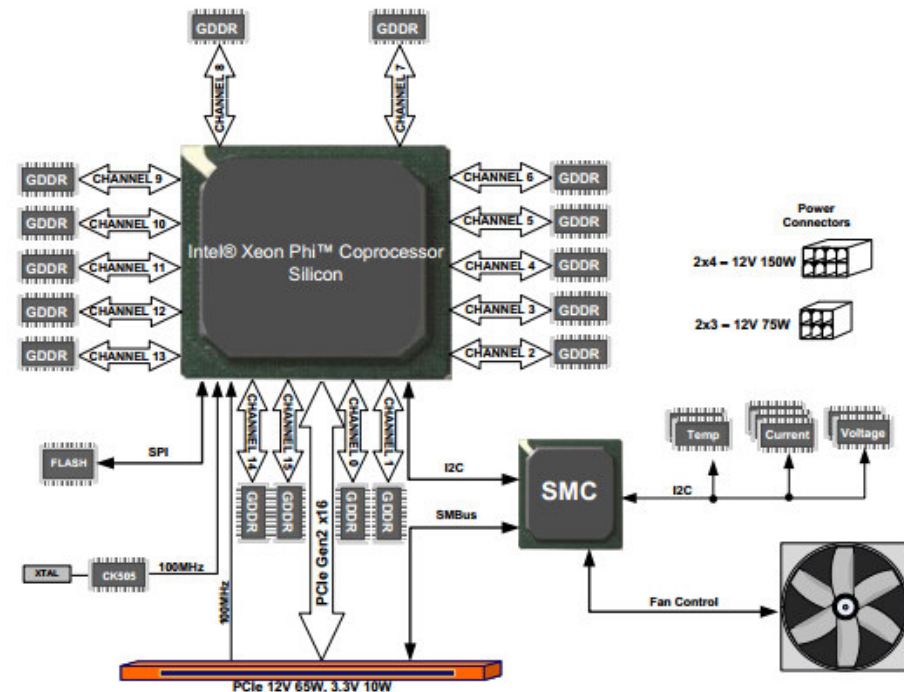 GDDR
GDDR
CHANNEL 8
CHANNEL 7
GDDR
CHANNEL 9
CHANNEL 6
GDDR
GDDR
CHANNEL 10
CHANNEL 5
GDDR
GDDR
CHANNEL 11
CHANNEL 4
GDDR
GDDR
CHANNEL 12
CHANNEL 3
GDDR
GDDR
CHANNEL 13
CHANNEL 2
GDDR
Intel® Xeon Phi™ Coprocessor
Silicon
Power
Connectors
2x4 – 12V 150W
2x3 – 12V 75W
CHANNEL 14
CHANNEL 15
CHANNEL 0
CHANNEL 1
GDDR
GDDR
GDDR
GDDR
PCIe Gen2 x16
FLASH
SPI
I2C
SMC
I2C
Temp
Current
Voltage
SMBus
XTAL
CK505
100MHz
100MHz
Fan Control
PCIe 12V 65W, 3.3V 10W